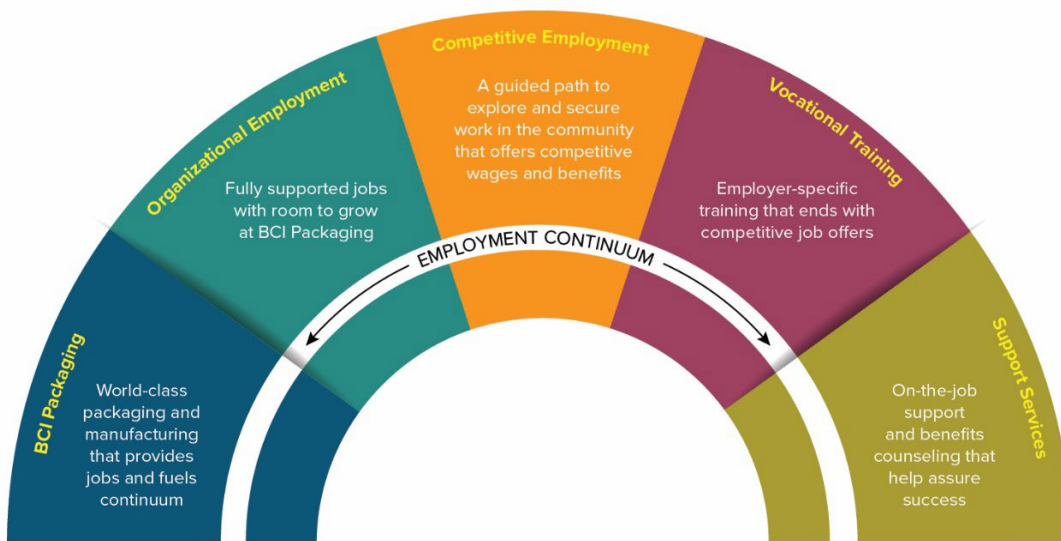 BCI Packaging
World-class
packaging and
manufacturing
that provides
jobs and fuels
continuum
Organizational Employment
Fully supported jobs
with room to grow
at BCI Packaging
Competitive Employment
A guided path to
explore and secure
work in the community
that offers competitive
wages and benefits
Vocational Training
Employer-specific
training that ends with
competitive job offers
Support Services
On-the-job
support
and benefits
counseling that
help assure
success
EMPLOYMENT CONTINUUM